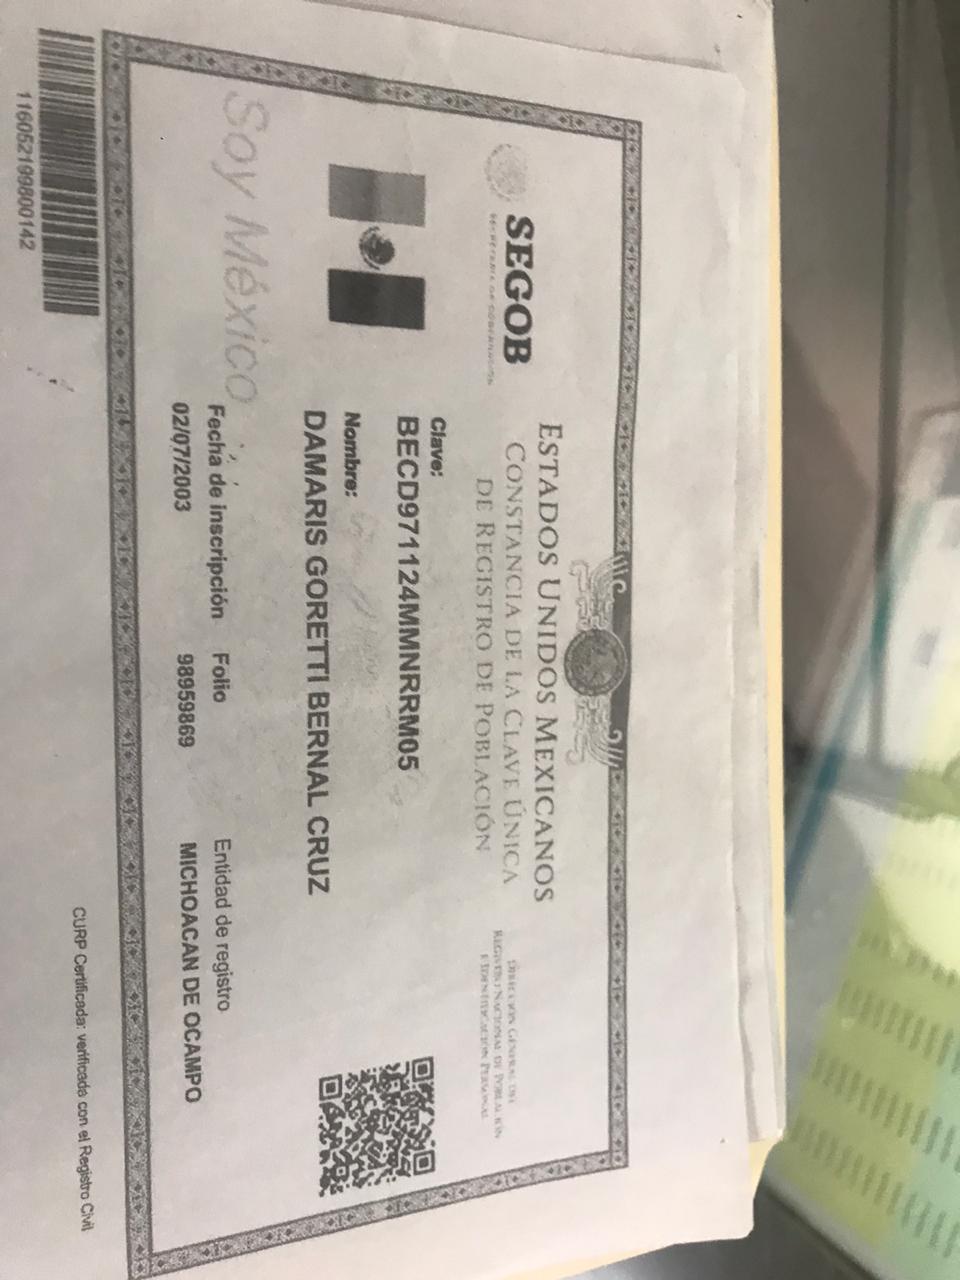 ESTADOS UNIDOS MEXICANOS
CONSTANCIA DE LA CLAVE ÚNICA
DE REGISTRO DE POBLACIÓN
SEGOB
SECRETARÍA DE GOBERNACIÓN
DIRECCIÓN GENERAL DEL
REGISTRO NACIONAL DE POBLACIÓN
E IDENTIFICACIÓN PERSONAL
Clave:
BECD971124MMNRRM05
Nombre:
DAMARIS GORETTI BERNAL CRUZ
Soy México
Fecha de inscripción Folio Entidad de registro
02/07/2003 98959869 MICHOACAN DE OCAMPO
116052199800142
CURP Certificada: verificada con el Registro Civil